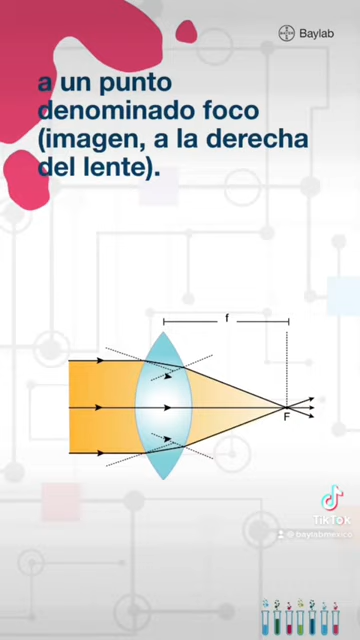 Baylab
a un punto
denominado foco
(imagen, a la derecha
del lente).
f
F
TikTok
@baylabmexico